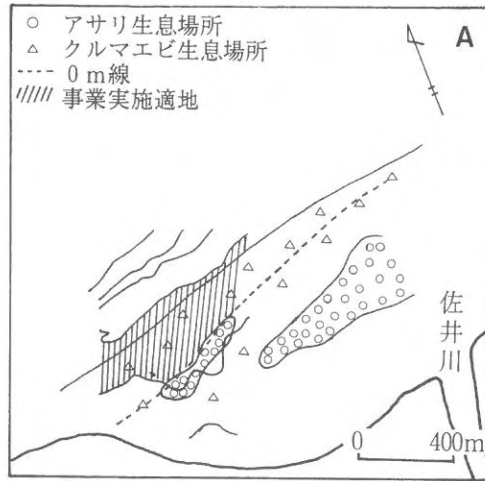 ○ アサリ生息場所
△ クルマエビ生息場所
---- 0m線
///// 事業実施適地
A
佐井川
0 400m